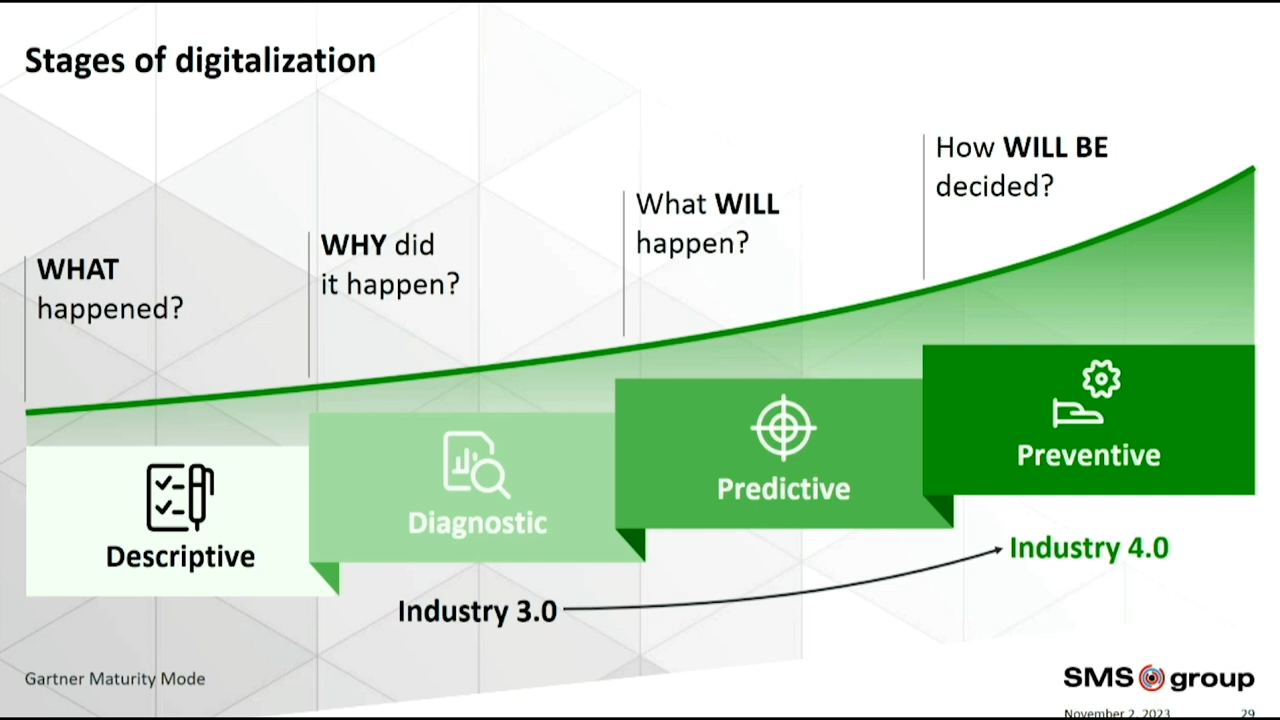 Stages of digitalization
WHAT
happened?
WHY did
it happen?
What WILL
happen?
How WILL BE
decided?
Descriptive
Diagnostic
Predictive
Preventive
Industry 3.0
Industry 4.0
Gartner Maturity Mode
SMS group
November 2, 2023
29